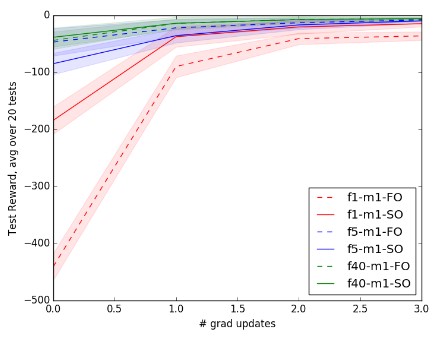 0
−100
−200
−300
−400
−500
Test Reward, avg over 20 tests
0.0 0.5 1.0 1.5 2.0 2.5 3.0
# grad updates
f1-m1-FO
f1-m1-SO
f5-m1-FO
f5-m1-SO
f40-m1-FO
f40-m1-SO